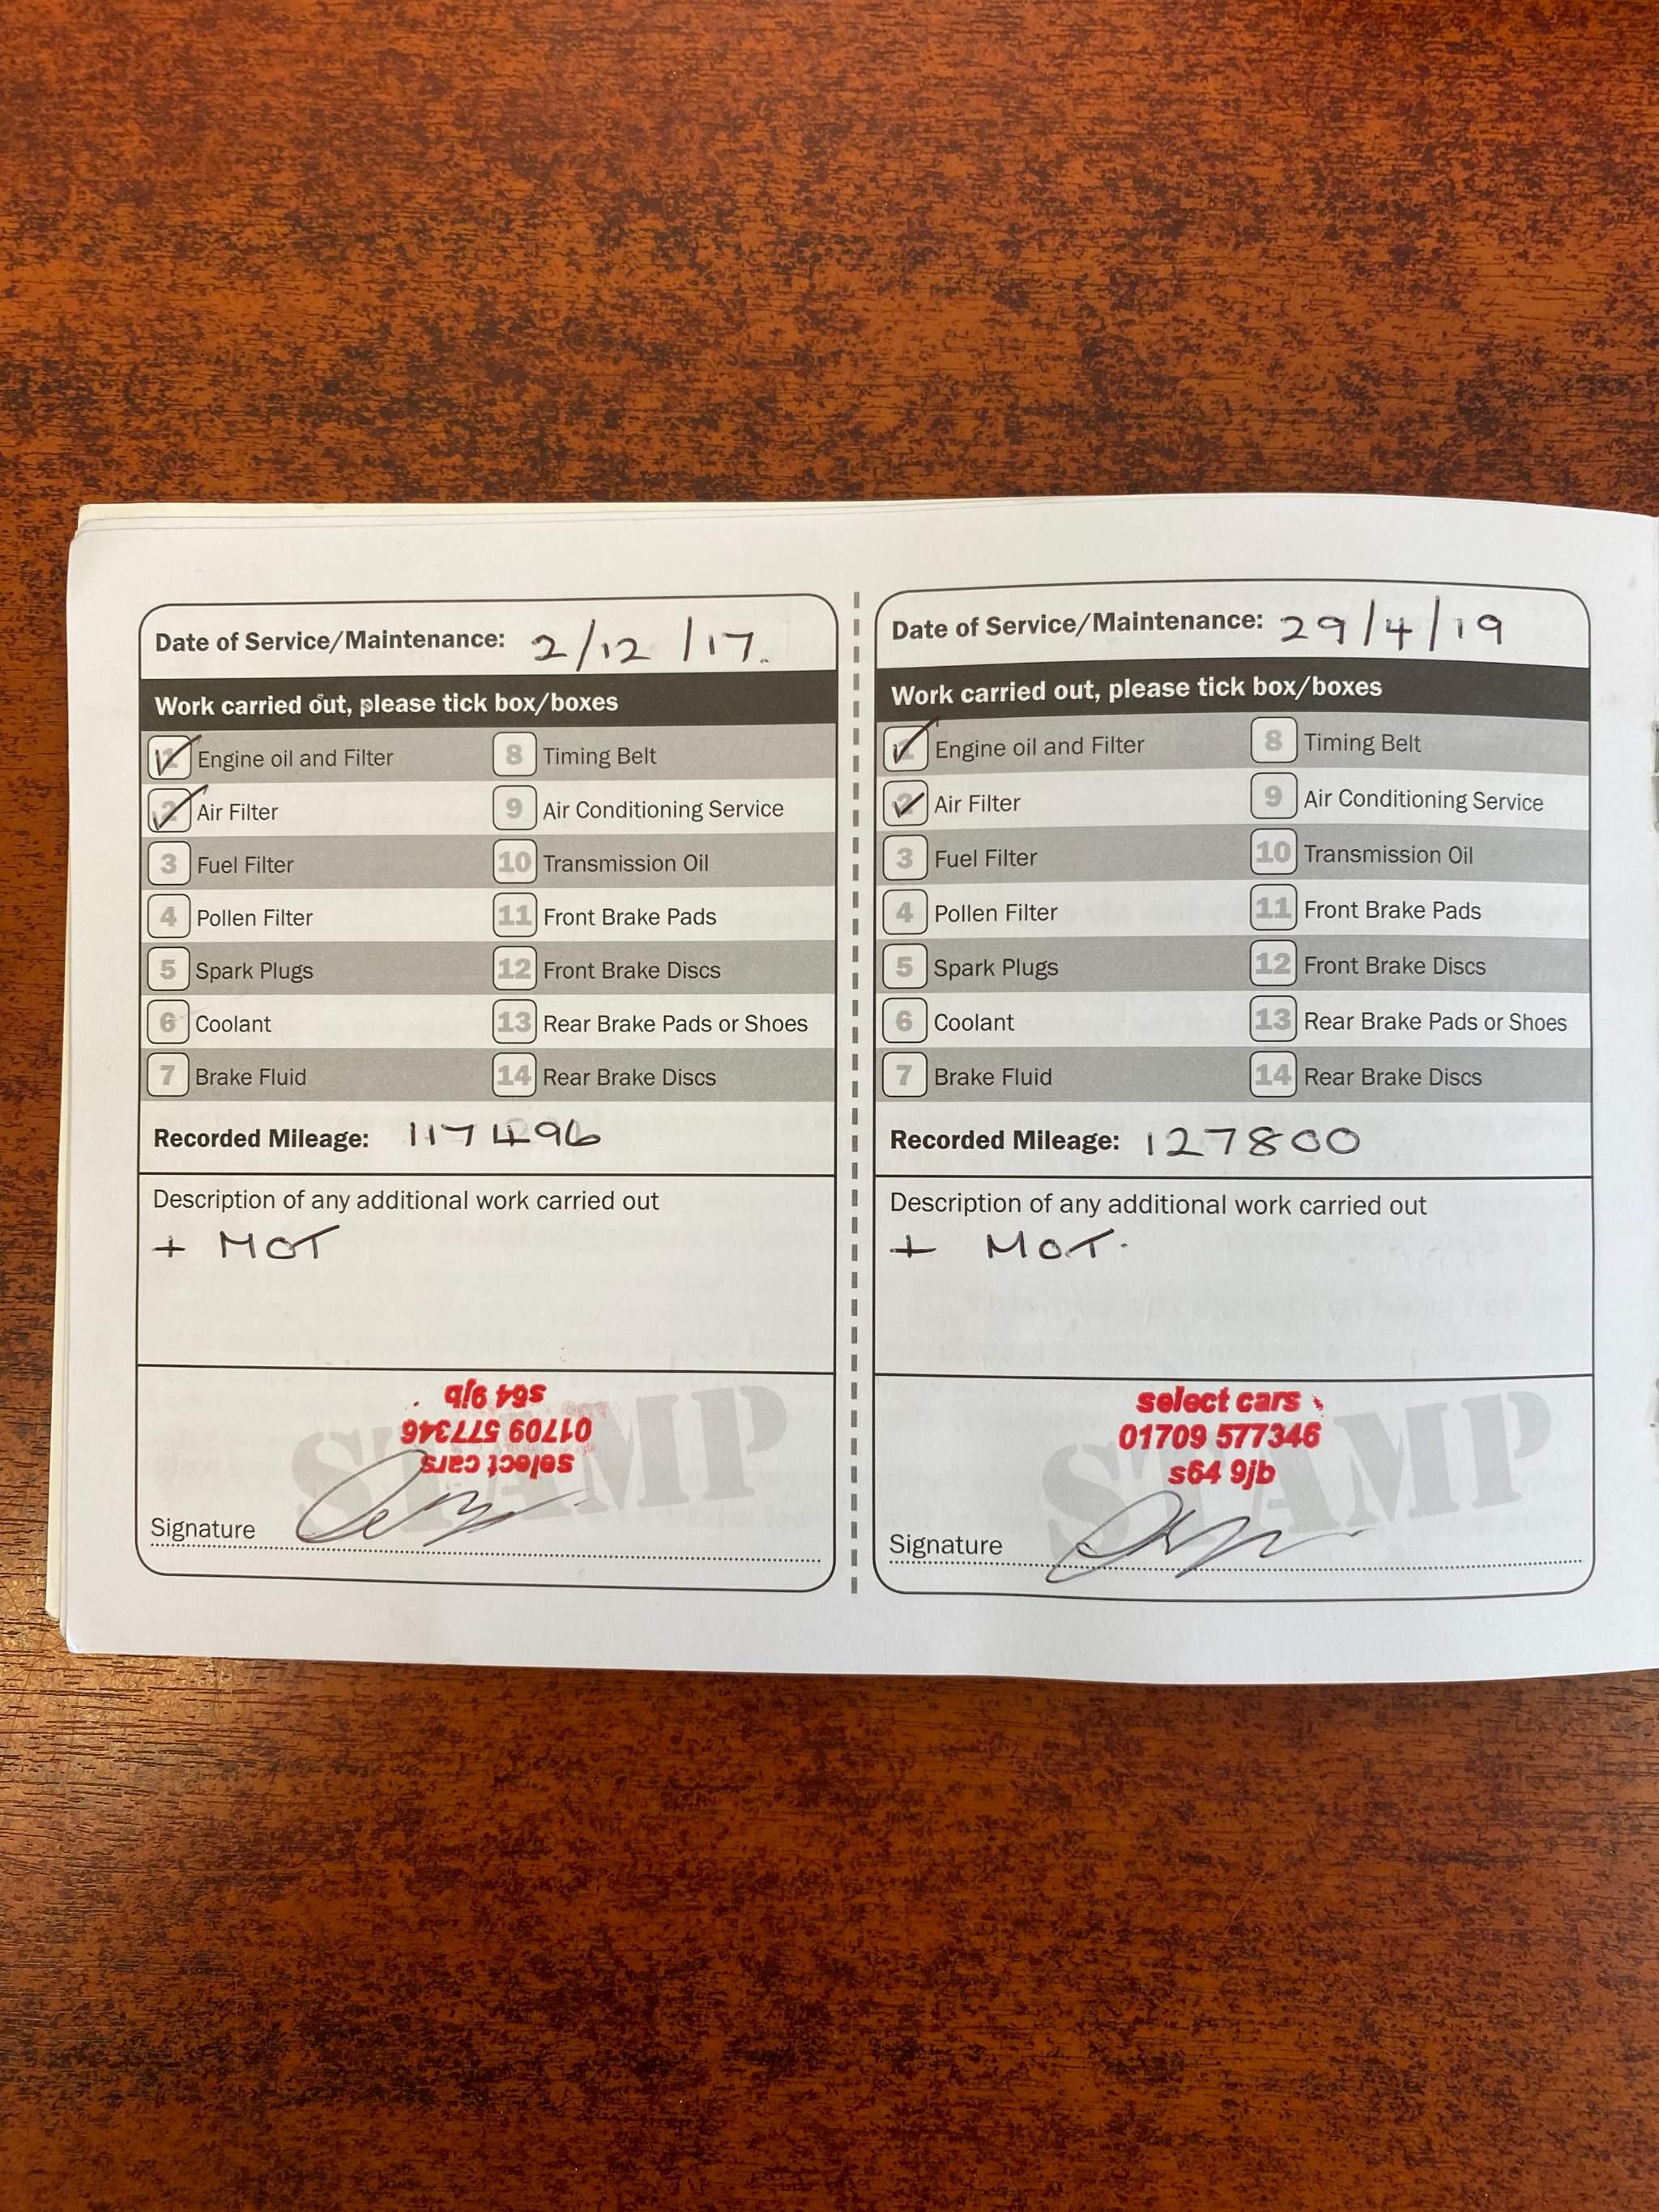 Date of Service/Maintenance: 2/12/17.
Work carried out, please tick box/boxes
1 Engine oil and Filter
8 Timing Belt
2 Air Filter
9 Air Conditioning Service
3 Fuel Filter
10 Transmission Oil
4 Pollen Filter
11 Front Brake Pads
5 Spark Plugs
12 Front Brake Discs
6 Coolant
13 Rear Brake Pads or Shoes
7 Brake Fluid
14 Rear Brake Discs
Recorded Mileage: 117496
Description of any additional work carried out
+ MOT
STAMP
select cars
01709 577346
s64 9jb
Signature
Date of Service/Maintenance: 29/4/19
Work carried out, please tick box/boxes
Engine oil and Filter
8 Timing Belt
2 Air Filter
9 Air Conditioning Service
3 Fuel Filter
10 Transmission Oil
4 Pollen Filter
11 Front Brake Pads
5 Spark Plugs
12 Front Brake Discs
6 Coolant
13 Rear Brake Pads or Shoes
7 Brake Fluid
14 Rear Brake Discs
Recorded Mileage: 127800
Description of any additional work carried out
+ MOT.
STAMP
select cars
01709 577346
s64 9jb
Signature